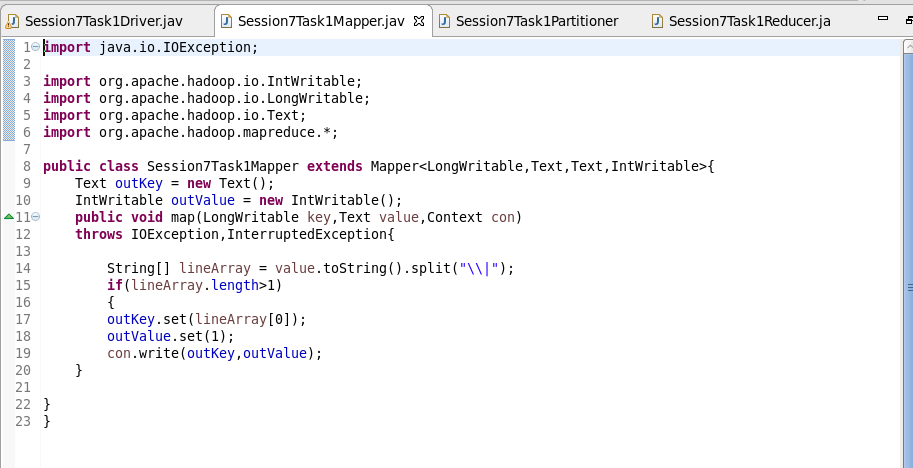 Session7Task1Driver.jav Session7Task1Mapper.jav Session7Task1Partitioner Session7Task1Reducer.ja
1 import java.io.IOException;
2
3 import org.apache.hadoop.io.IntWritable;
4 import org.apache.hadoop.io.LongWritable;
5 import org.apache.hadoop.io.Text;
6 import org.apache.hadoop.mapreduce.*;
7
8 public class Session7Task1Mapper extends Mapper<LongWritable,Text,Text,IntWritable>{
9     Text outKey = new Text();
10     IntWritable outValue = new IntWritable();
11     public void map(LongWritable key,Text value,Context con)
12     throws IOException,InterruptedException{
13
14         String[] lineArray = value.toString().split("\\|");
15         if(lineArray.length>1)
16         {
17         outKey.set(lineArray[0]);
18         outValue.set(1);
19         con.write(outKey,outValue);
20     }
21
22 }
23 }